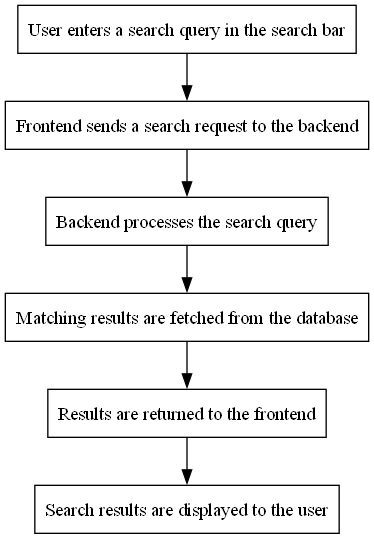 User enters a search query in the search bar
Frontend sends a search request to the backend
Backend processes the search query
Matching results are fetched from the database
Results are returned to the frontend
Search results are displayed to the user